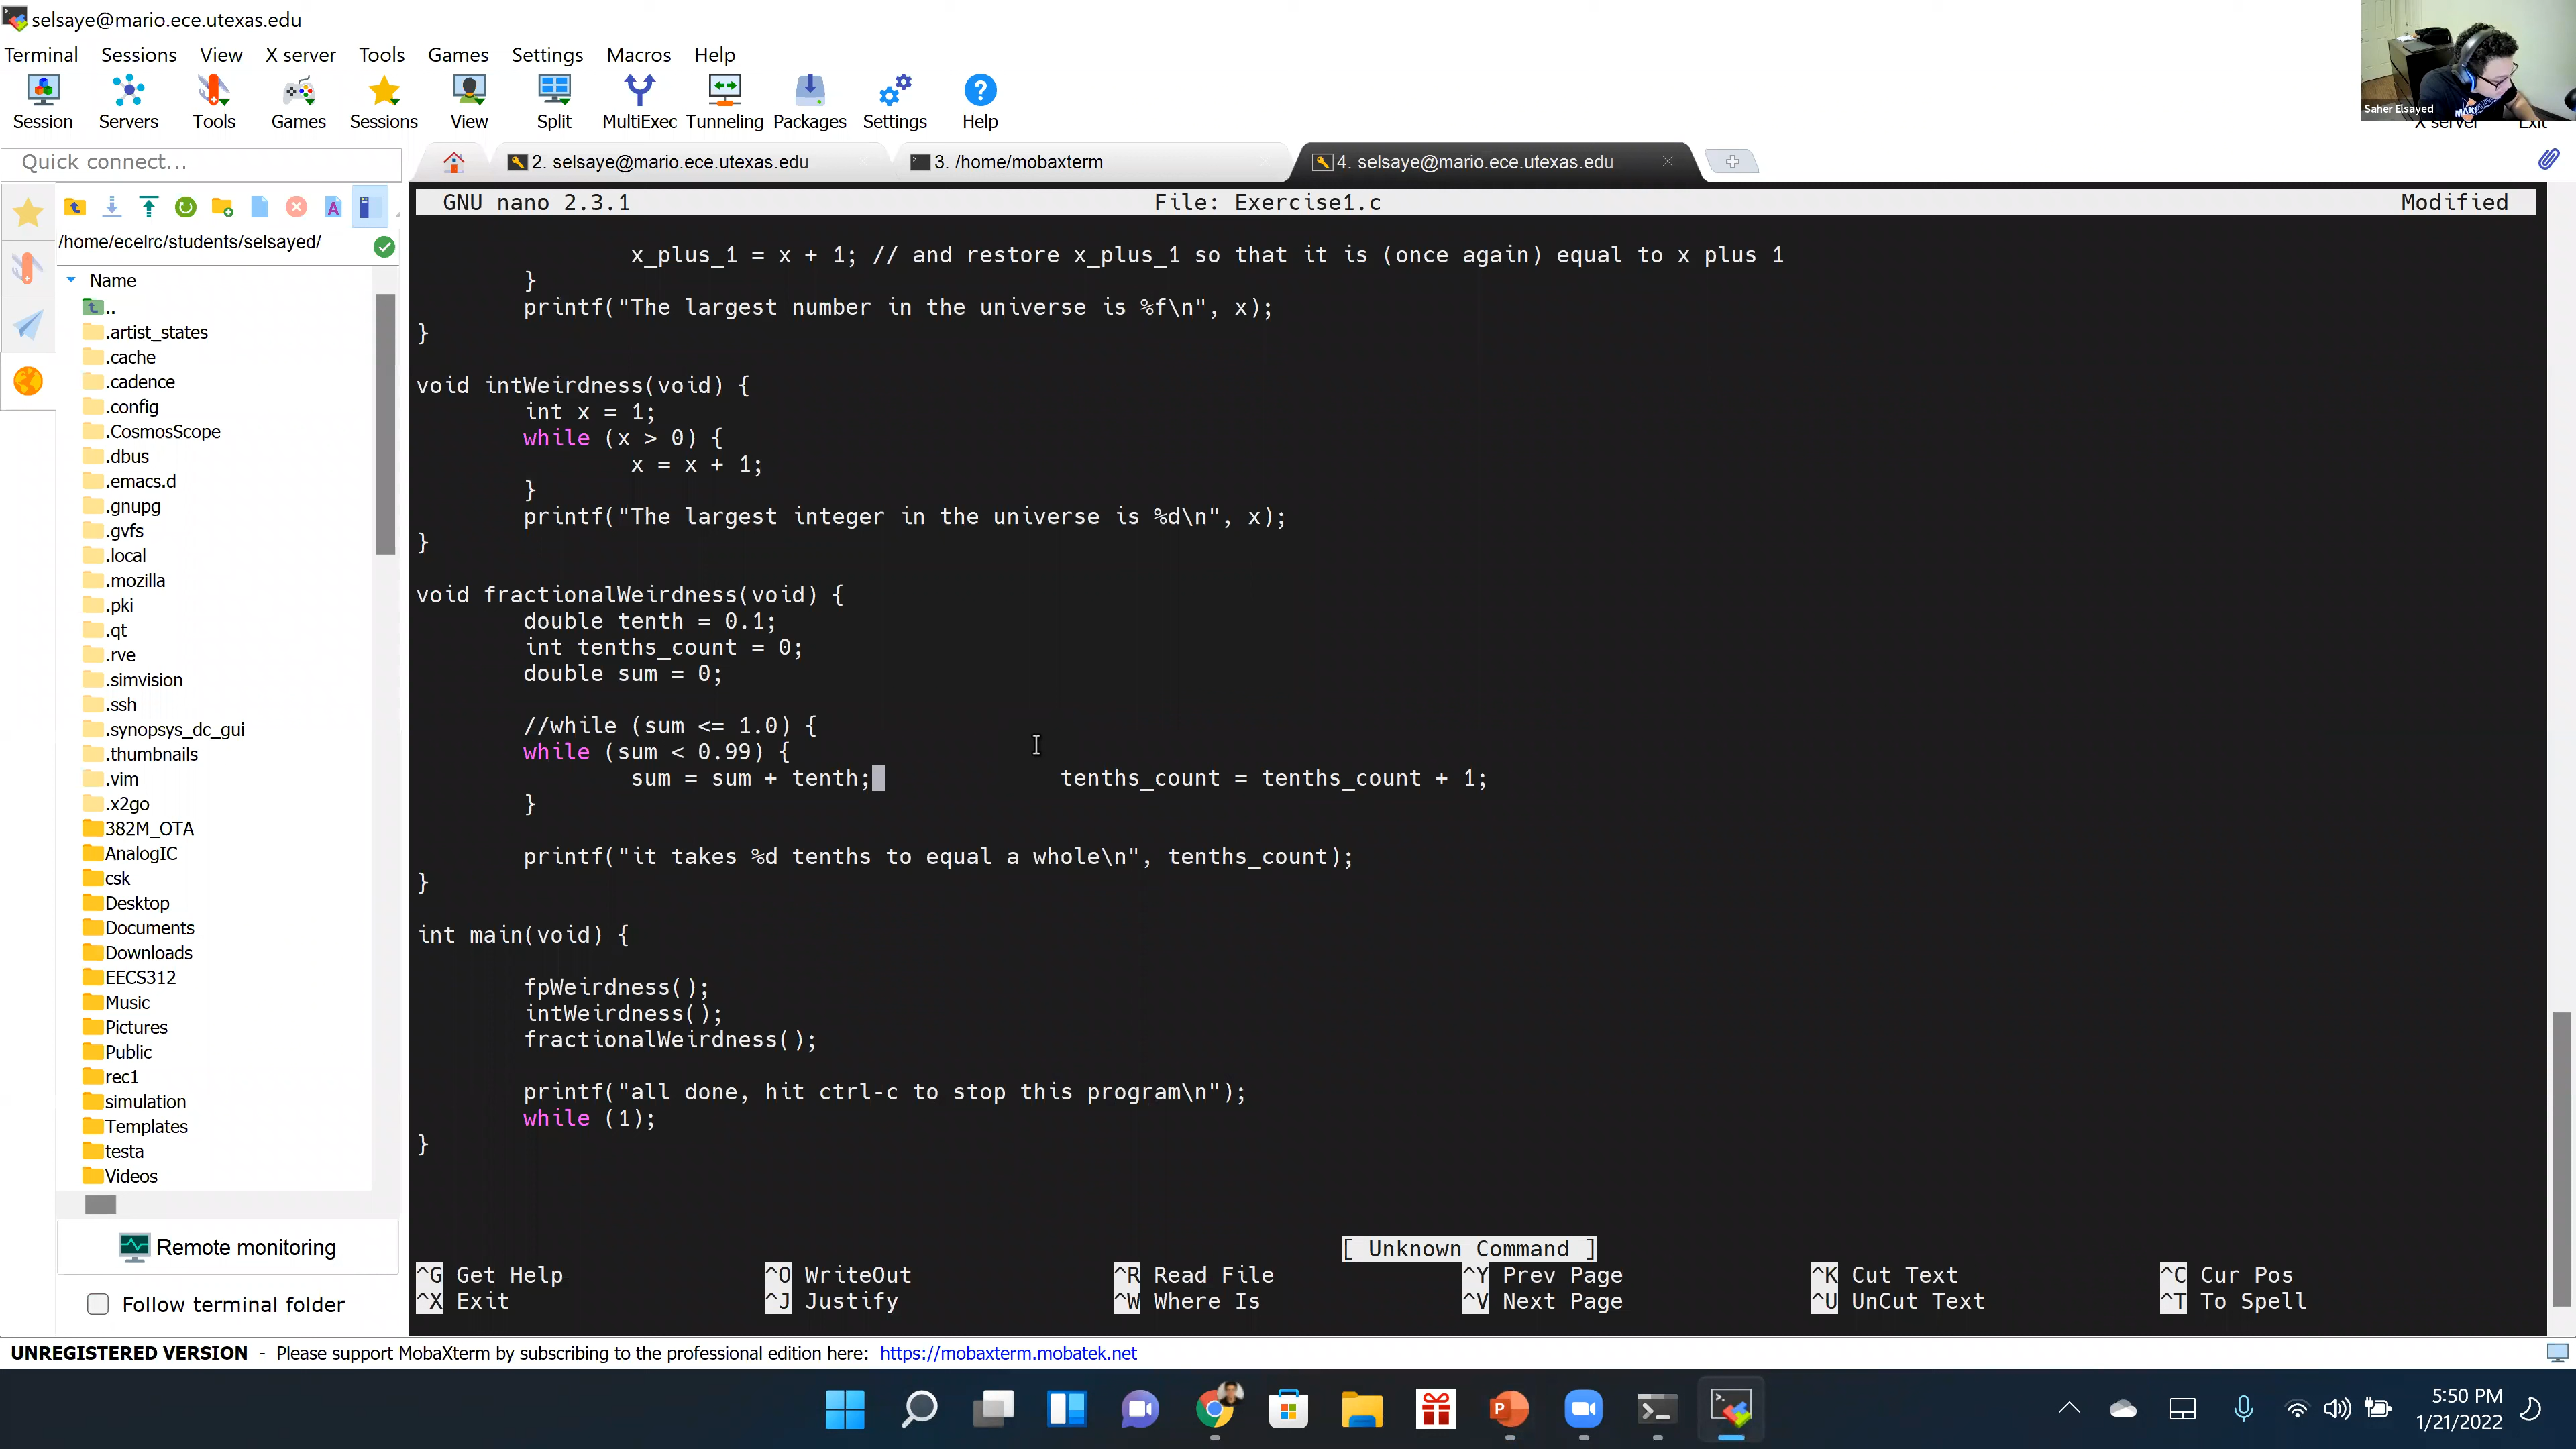 selsaye@mario.ece.utexas.edu
Terminal Sessions View X server Tools Games Settings Macros Help
Session Servers Tools Games Sessions View Split MultiExec Tunneling Packages Settings Help
Saher Elsayed
X server Exit
Quick connect...
2. selsaye@mario.ece.utexas.edu
3. /home/mobaxterm
4. selsaye@mario.ece.utexas.edu
/home/ecelrc/students/selsayed/
Name
..
.artist_states
.cache
.cadence
.config
.CosmosScope
.dbus
.emacs.d
.gnupg
.gvfs
.local
.mozilla
.pki
.qt
.rve
.simvision
.ssh
.synopsys_dc_gui
.thumbnails
.vim
.x2go
382M_OTA
AnalogIC
csk
Desktop
Documents
Downloads
EECS312
Music
Pictures
Public
rec1
simulation
Templates
testa
Videos
Remote monitoring
Follow terminal folder
GNU nano 2.3.1 File: Exercise1.c Modified
x_plus_1 = x + 1; // and restore x_plus_1 so that it is (once again) equal to x plus 1
}
printf("The largest number in the universe is %f\n", x);
}
void intWeirdness(void) {
int x = 1;
while (x > 0) {
x = x + 1;
}
printf("The largest integer in the universe is %d\n", x);
}
void fractionalWeirdness(void) {
double tenth = 0.1;
int tenths_count = 0;
double sum = 0;
//while (sum <= 1.0) {
while (sum < 0.99) {
sum = sum + tenth; tenths_count = tenths_count + 1;
}
printf("it takes %d tenths to equal a whole\n", tenths_count);
}
int main(void) {
fpWeirdness();
intWeirdness();
fractionalWeirdness();
printf("all done, hit ctrl-c to stop this program\n");
while (1);
}
[ Unknown Command ]
^G Get Help ^O WriteOut ^R Read File ^Y Prev Page ^K Cut Text ^C Cur Pos
^X Exit ^J Justify ^W Where Is ^V Next Page ^U UnCut Text ^T To Spell
UNREGISTERED VERSION - Please support MobaXterm by subscribing to the professional edition here: https://mobaxterm.mobatek.net
5:50 PM
1/21/2022